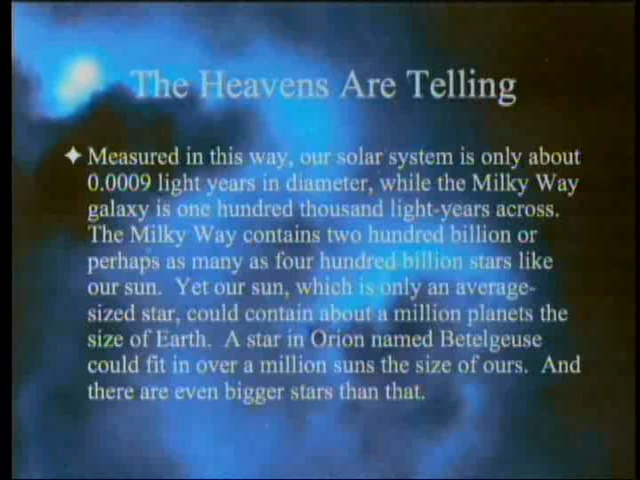 The Heavens Are Telling
Measured in this way, our solar system is only about
0.0009 light years in diameter, while the Milky Way
galaxy is one hundred thousand light-years across.
The Milky Way contains two hundred billion or
perhaps as many as four hundred billion stars like
our sun.  Yet our sun, which is only an average-
sized star, could contain about a million planets the
size of Earth.  A star in Orion named Betelgeuse
could fit in over a million suns the size of ours.  And
there are even bigger stars than that.